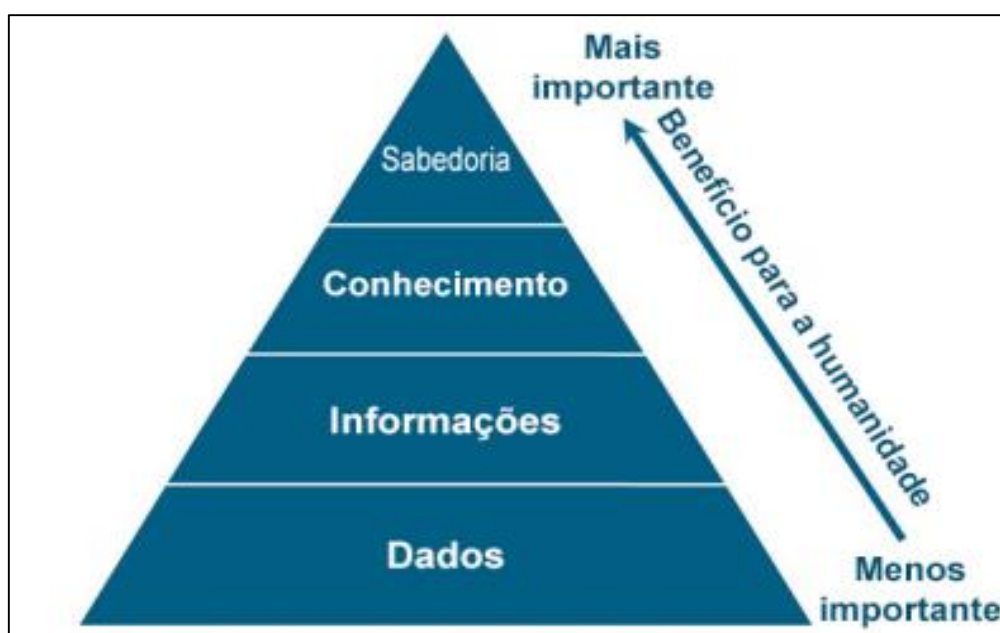 Mais
importante
Sabedoria
Benefício para a humanidade
Conhecimento
Informações
Dados
Menos
importante